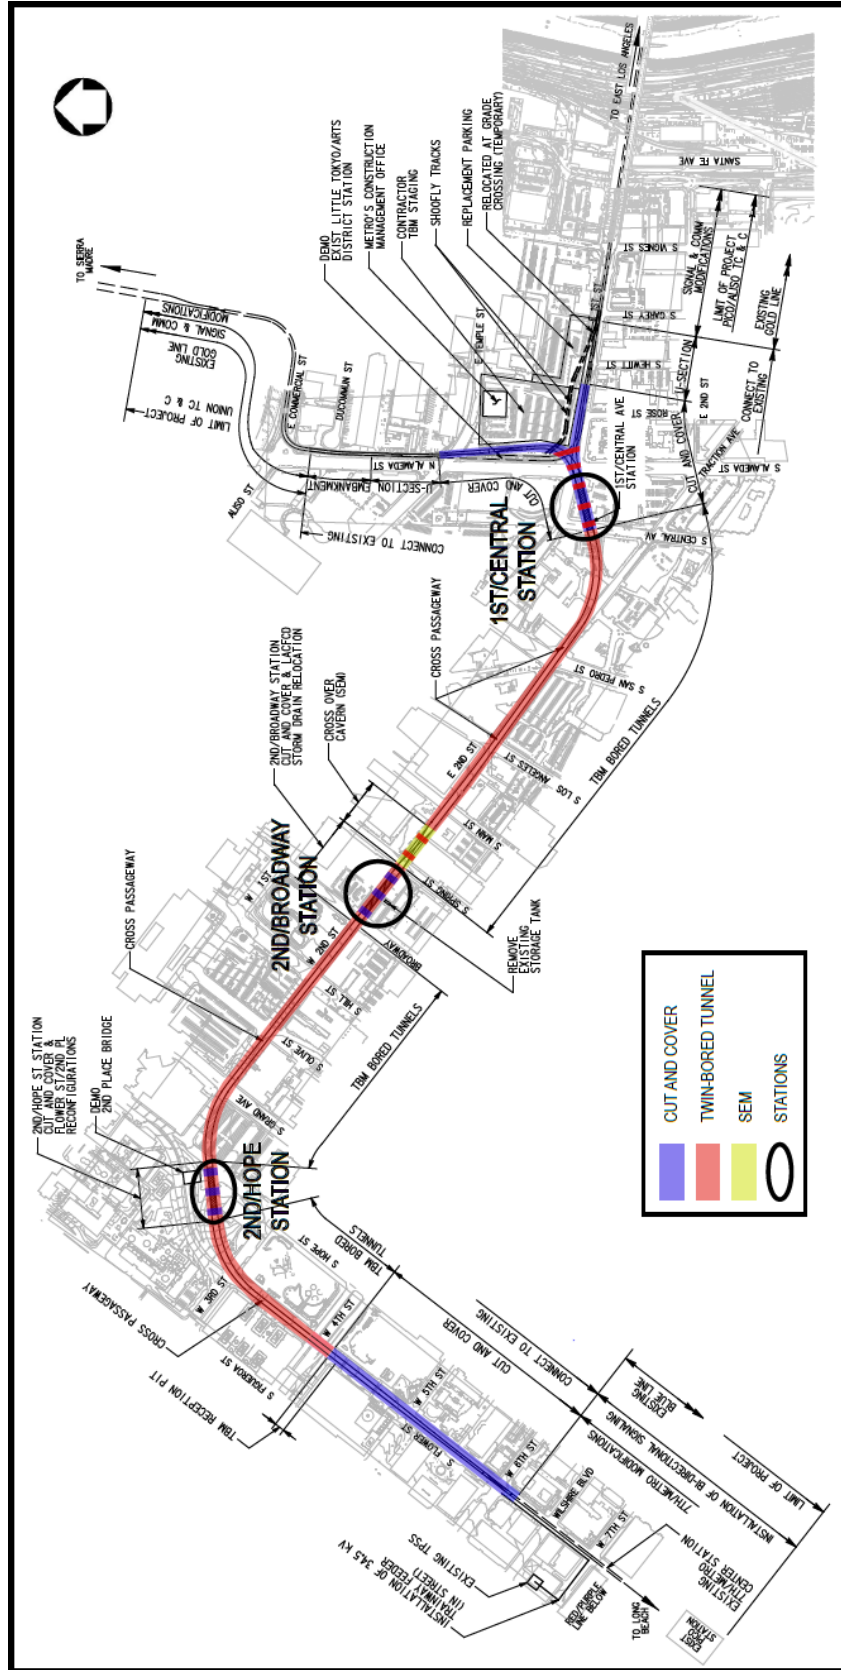 TO EAST LOS ANGELES
SANTA FE AVE
RELOCATED AT GRADE
CROSSING (TEMPORARY)
REPLACEMENT PARKING
SHOOFLY TRACKS
CONTRACTOR
TBM STAGING
METRO'S CONSTRUCTION
MANAGEMENT OFFICE
DEMO
EXIST LITTLE TOKYO/ARTS
DISTRICT STATION
TO SIERRA
MADRE
S VIGNES ST
SIGNAL & COMM
MODIFICATIONS
LIMIT OF PROJECT
PICO/ALISO TC & C
EXISTING
GOLD LINE
S GAREY ST
E 1ST ST
E TEMPLE ST
S HEWITT ST
U-SECTION
ROSE ST
E 2ND ST
CONNECT TO
EXISTING
TRACTION AVE
S ALAMEDA ST
CUT AND COVER
1ST/CENTRAL AVE
STATION
S CENTRAL AV
SIGNAL & COMM
MODIFICATIONS
EXISTING
GOLD LINE
LIMIT OF PROJECT
UNION TC & C
E COMMERCIAL ST
DUCOMMUN ST
N ALAMEDA ST
ALISO ST
EMBANKMENT
U-SECTION
CUT AND COVER
CONNECT TO EXISTING
1ST/CENTRAL
STATION
CROSS PASSAGEWAY
S SAN PEDRO ST
TBM BORED TUNNELS
S LOS ANGELES ST
E 2ND ST
S MAIN ST
2ND/BROADWAY STATION
CUT AND COVER & LACFCD
STORM DRAIN RELOCATION
CROSS OVER
CAVERN (SEM)
S SPRING ST
2ND/BROADWAY
STATION
W 1ST
W 2ND ST
BROADWAY
REMOVE
EXISTING
STORAGE TANK
CROSS PASSAGEWAY
S HILL ST
S OLIVE ST
TBM BORED TUNNELS
S GRAND AVE
2ND/HOPE ST STATION
CUT AND COVER &
FLOWER ST/2ND PL
RECONFIGURATIONS
DEMO
2ND PLACE BRIDGE
2ND/HOPE
STATION
S HOPE ST
TBM BORED
TUNNELS
W 3RD ST
CROSS PASSAGEWAY
W 4TH ST
S FIGUEROA ST
TBM RECEPTION PIT
CUT AND COVER
CONNECT TO EXISTING
W 5TH ST
S FLOWER ST
W 6TH ST
WILSHIRE BLVD
W 7TH ST
EXISTING
BLUE LINE
7TH/METRO MODIFICATIONS
INSTALLATION OF BI-DIRECTIONAL SIGNALING
LIMIT OF PROJECT
EXISTING TPSS
INSTALLATION OF 34.5 KV
TRAINWAY FEEDER
(IN STREET)
RED/PURPLE
LINE BELOW
TO LONG
BEACH
EXISTING
7TH/METRO
CENTER STATION
EXIST
PICO
STATION
CUT AND COVER
TWIN-BORED TUNNEL
SEM
STATIONS